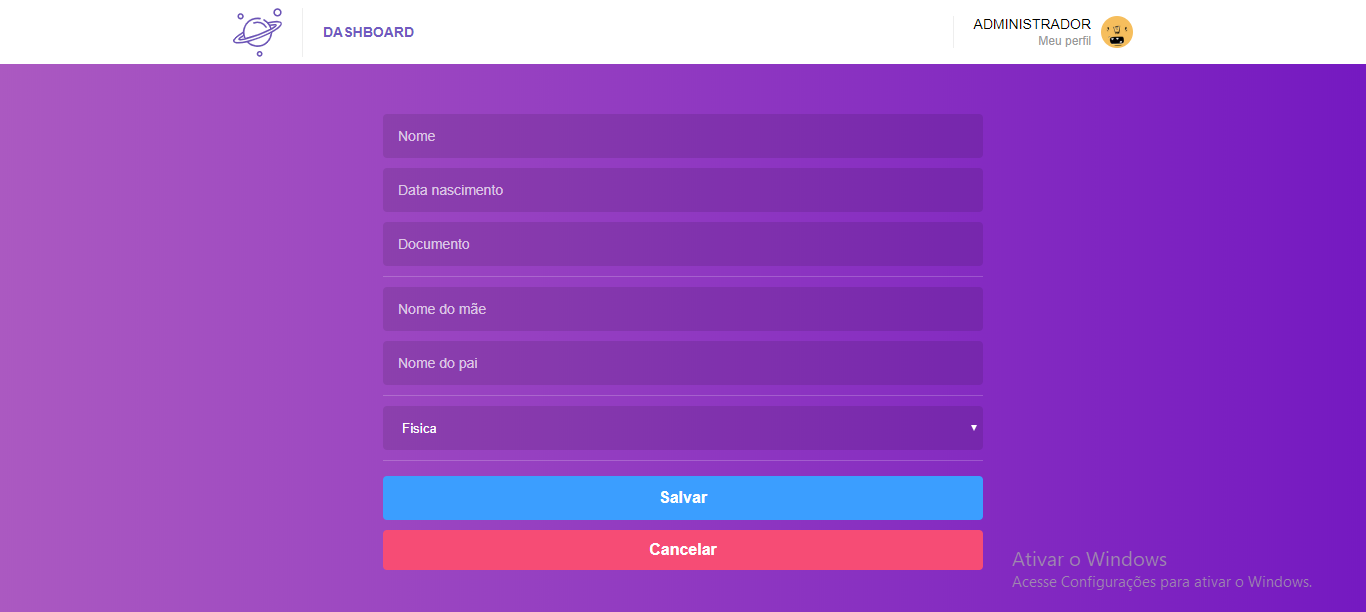 DASHBOARD
ADMINISTRADOR
Meu perfil
Nome
Data nascimento
Documento
Nome do mãe
Nome do pai
Fisica
Salvar
Cancelar
Ativar o Windows
Acesse Configurações para ativar o Windows.